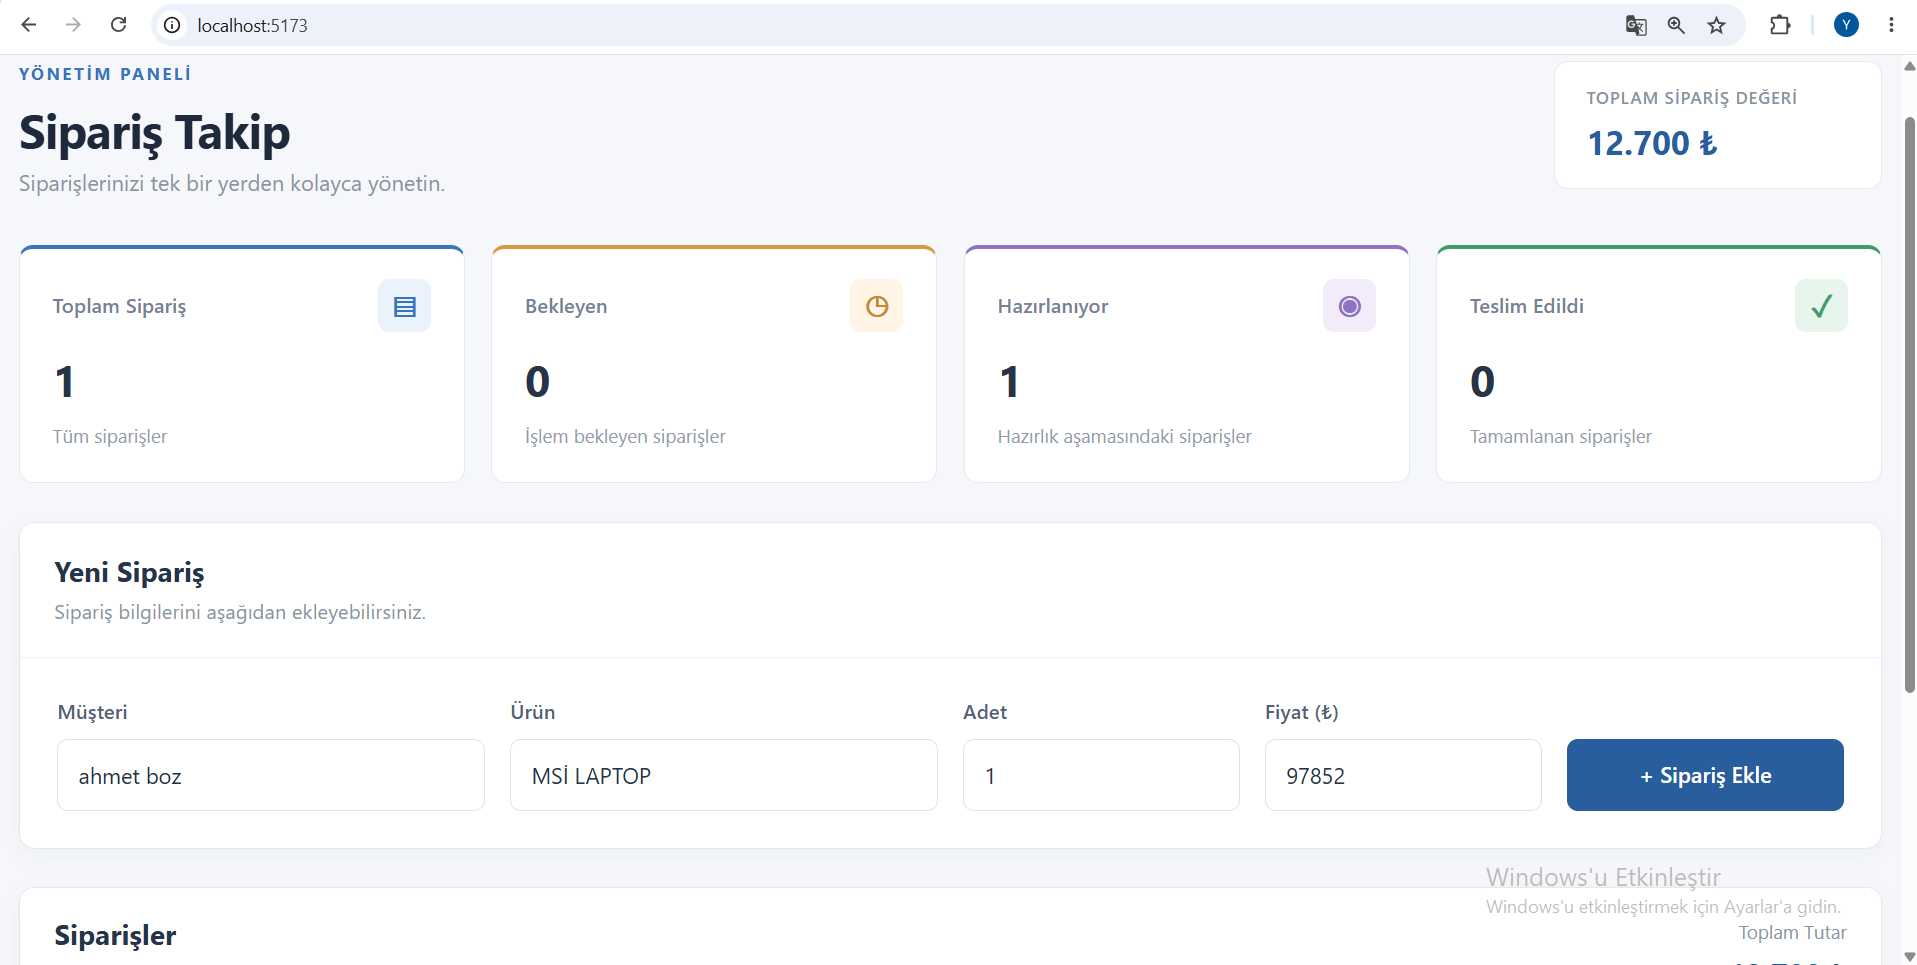 localhost:5173
Y
YÖNETİM PANELİ
Sipariş Takip
Siparişlerinizi tek bir yerden kolayca yönetin.
TOPLAM SİPARİŞ DEĞERİ
12.700 ₺
Toplam Sipariş
1
Tüm siparişler
Bekleyen
0
İşlem bekleyen siparişler
Hazırlanıyor
1
Hazırlık aşamasındaki siparişler
Teslim Edildi
0
Tamamlanan siparişler
Yeni Sipariş
Sipariş bilgilerini aşağıdan ekleyebilirsiniz.
Müşteri
ahmet boz
Ürün
MSİ LAPTOP
Adet
1
Fiyat (₺)
97852
+ Sipariş Ekle
Windows'u Etkinleştir
Windows'u etkinleştirmek için Ayarlar'a gidin.
Siparişler
Toplam Tutar